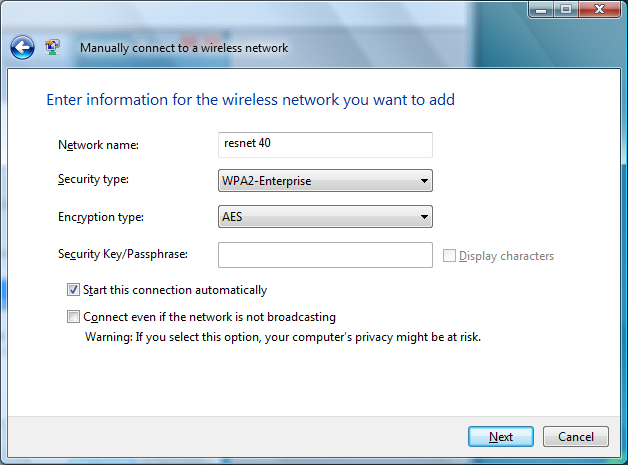 Manually connect to a wireless network
Enter information for the wireless network you want to add
Network name: resnet 40
Security type: WPA2-Enterprise
Encryption type: AES
Security Key/Passphrase: Display characters
Start this connection automatically
Connect even if the network is not broadcasting
Warning: If you select this option, your computer's privacy might be at risk.
Next Cancel